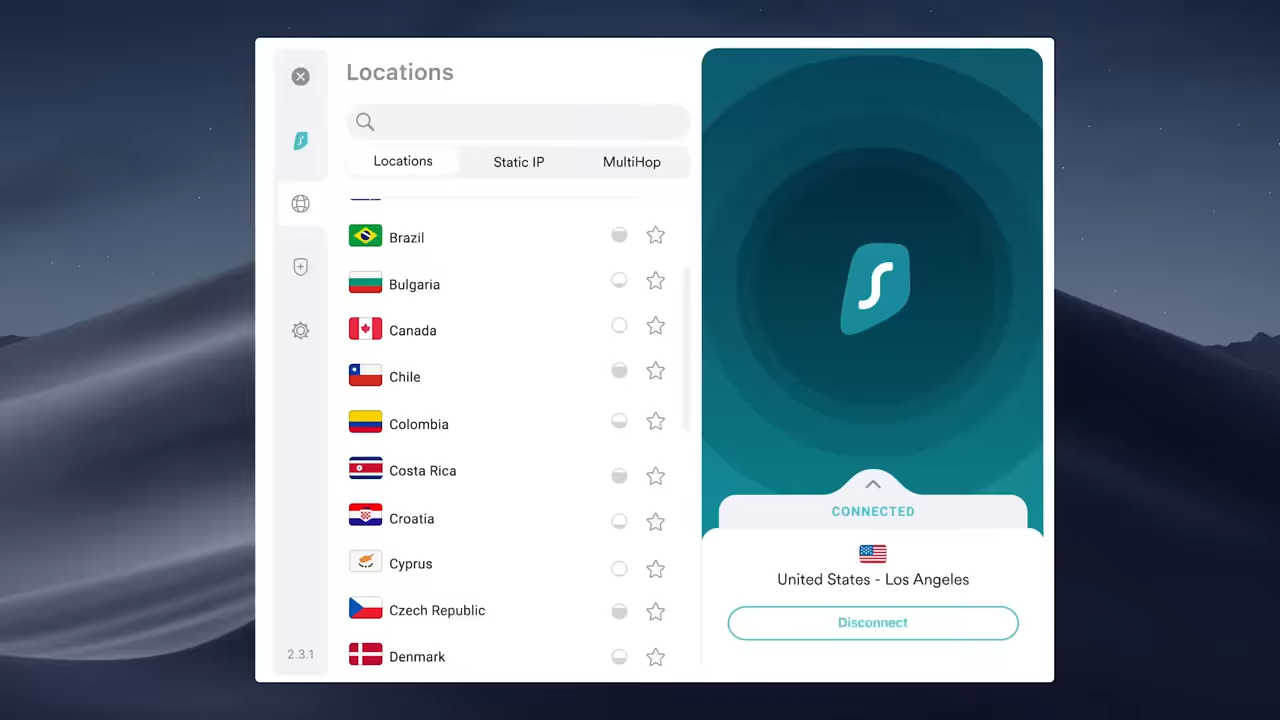 Locations
Locations
Static IP
MultiHop
Brazil
Bulgaria
Canada
Chile
Colombia
Costa Rica
Croatia
Cyprus
Czech Republic
Denmark
2.3.1
CONNECTED
United States - Los Angeles
Disconnect